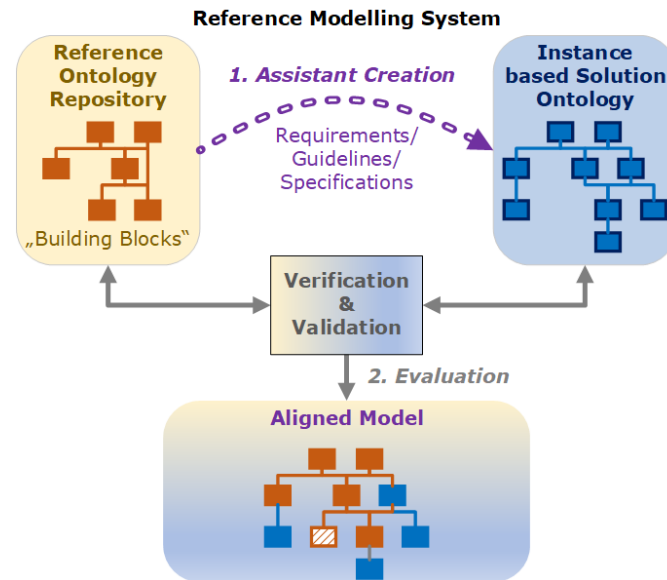 Reference Modelling System
Reference
Ontology
Repository
„Building Blocks“
1. Assistant Creation
Requirements/
Guidelines/
Specifications
Instance
based Solution
Ontology
Verification
&
Validation
2. Evaluation
Aligned Model